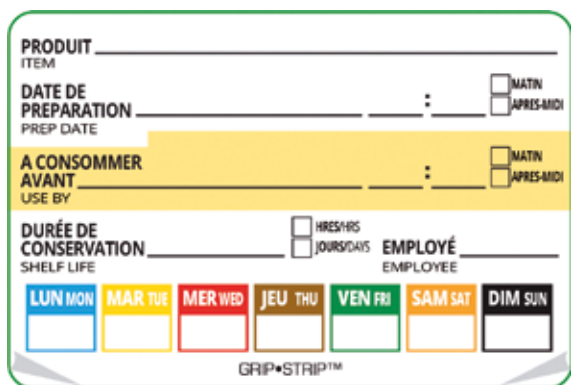 PRODUIT
ITEM
DATE DE
PREPARATION : MATIN
APRES-MIDI
PREP DATE
A CONSOMMER
AVANT : MATIN
APRES-MIDI
USE BY
DURÉE DE
CONSERVATION HRES/HRS
JOURS/DAYS EMPLOYÉ
SHELF LIFE EMPLOYEE
LUN MON MAR TUE MER WED JEU THU VEN FRI SAM SAT DIM SUN
GRIP•STRIP™